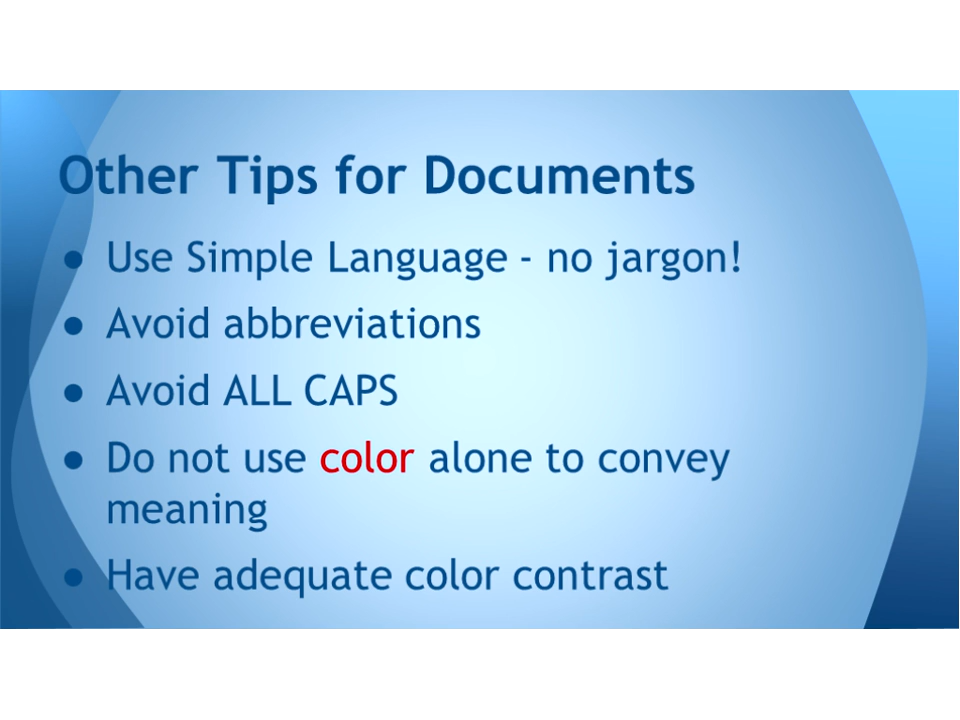 Other Tips for Documents
● Use Simple Language - no jargon!
● Avoid abbreviations
● Avoid ALL CAPS
● Do not use color alone to convey
meaning
● Have adequate color contrast